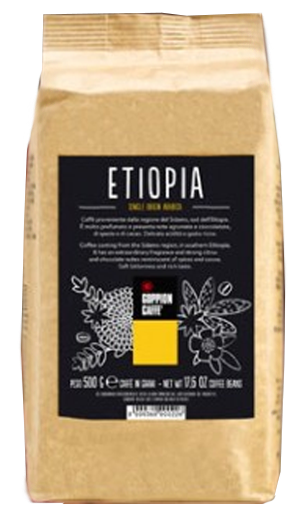 ETIOPIA
SINGLE ORIGIN ARABICA
Caffè proveniente dalla regione del Sidamo, sud dell'Etiopia.
È molto profumato e presenta note agrumate e cioccolato,
di spezie e di cacao. Delicata acidità e gusto ricco.
Coffee coming from the Sidamo region, in southern Ethiopia.
It has an extraordinary fragrance and strong citrus
and chocolate notes reminiscent of spices and cocoa.
Soft bitterness and rich taste.
GOPPION
CAFFÈ
PESO 500 G e CAFFÈ IN GRANI - NET WT 17,6 OZ COFFEE BEANS